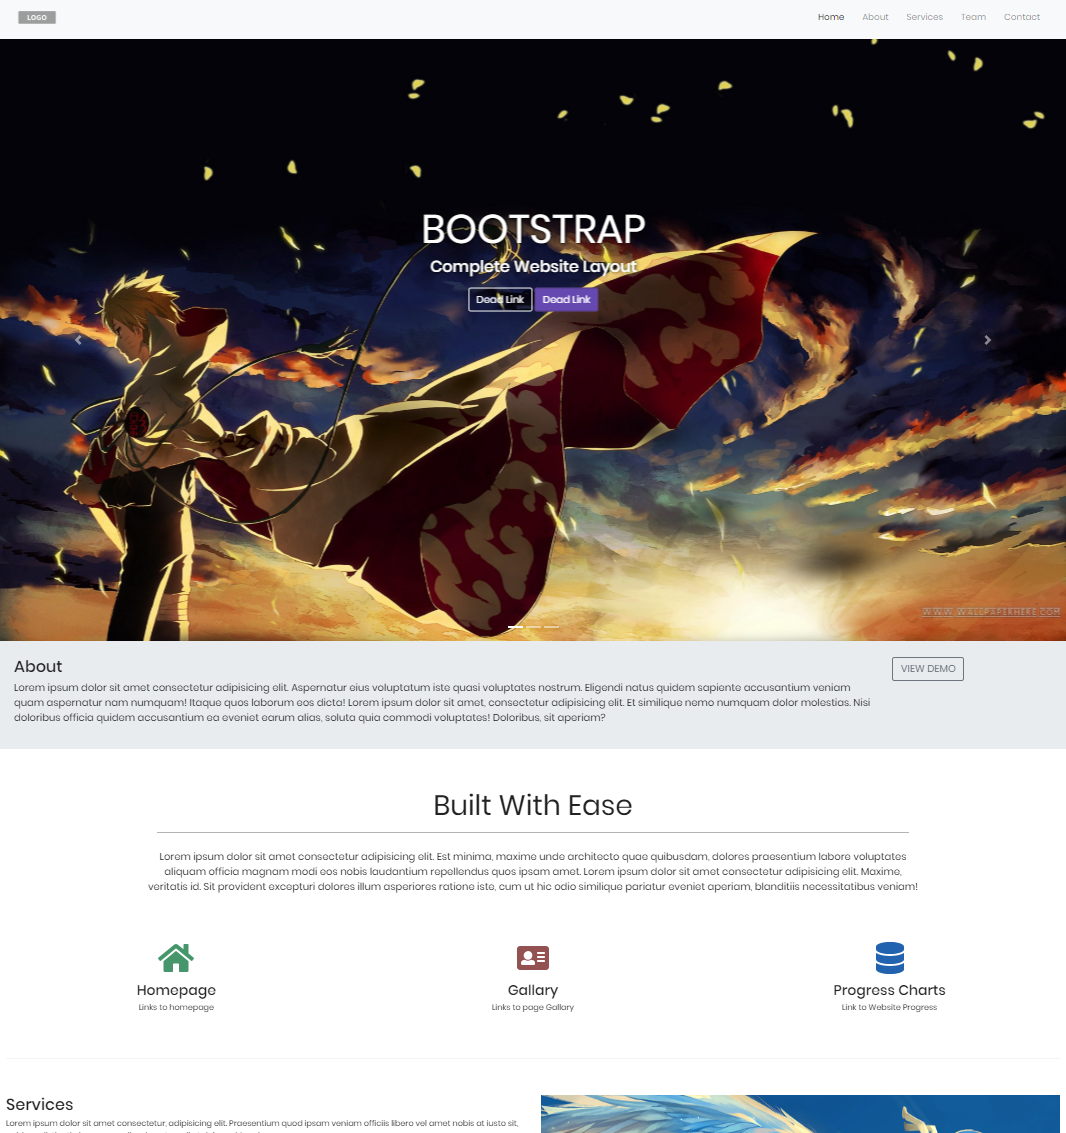 LOGO
Home About Services Team Contact
BOOTSTRAP
Complete Website Layout
Dead Link Dead Link
WWW.WALLPAPERHERE.COM
About
VIEW DEMO
Lorem ipsum dolor sit amet consectetur adipisicing elit. Aspernatur eius voluptatum iste quasi voluptates nostrum. Eligendi natus quidem sapiente accusantium veniam
quam aspernatur nam numquam! Itaque quos laborum eos dicta! Lorem ipsum dolor sit amet, consectetur adipisicing elit. Et similique nemo numquam dolor molestias. Nisi
doloribus officia quidem accusantium ea eveniet earum alias, soluta quia commodi voluptates! Doloribus, sit aperiam?
Built With Ease
Lorem ipsum dolor sit amet consectetur adipisicing elit. Est minima, maxime unde architecto quae quibusdam, dolores praesentium labore voluptates
aliquam officia magnam modi eos nobis laudantium repellendus quos ipsam amet. Lorem ipsum dolor sit amet consectetur adipisicing elit. Maxime,
veritatis id. Sit provident excepturi dolores illum asperiores ratione iste, cum ut hic odio similique pariatur eveniet aperiam, blanditiis necessitatibus veniam!
Homepage
Links to homepage
Gallary
Links to page Gallary
Progress Charts
Link to Website Progress
Services
Lorem ipsum dolor sit amet consectetur, adipisicing elit. Praesentium quod ipsam veniam officiis libero vel amet nobis at iusto sit,